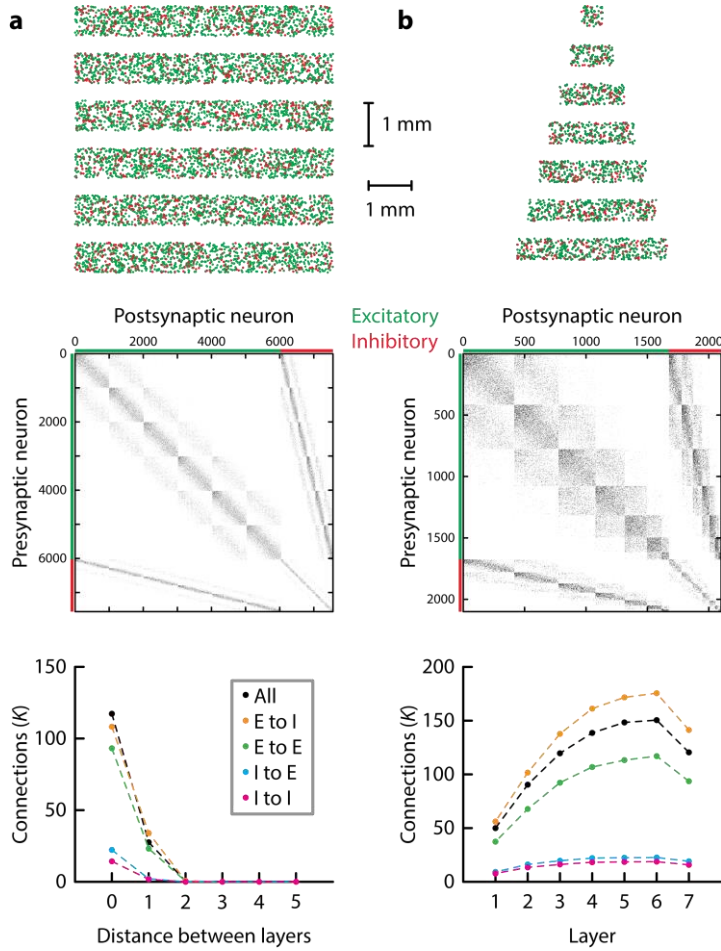 a
b
1 mm
1 mm
Postsynaptic neuron
Excitatory
Inhibitory
Postsynaptic neuron
0 2000 4000 6000
0 500 1000 1500 2000
Presynaptic neuron
0
2000
4000
6000
Presynaptic neuron
0
500
1000
1500
2000
Connections (K)
150
100
50
0
All
E to I
E to E
I to E
I to I
0 1 2 3 4 5
Distance between layers
Connections (K)
200
150
100
50
0
1 2 3 4 5 6 7
Layer